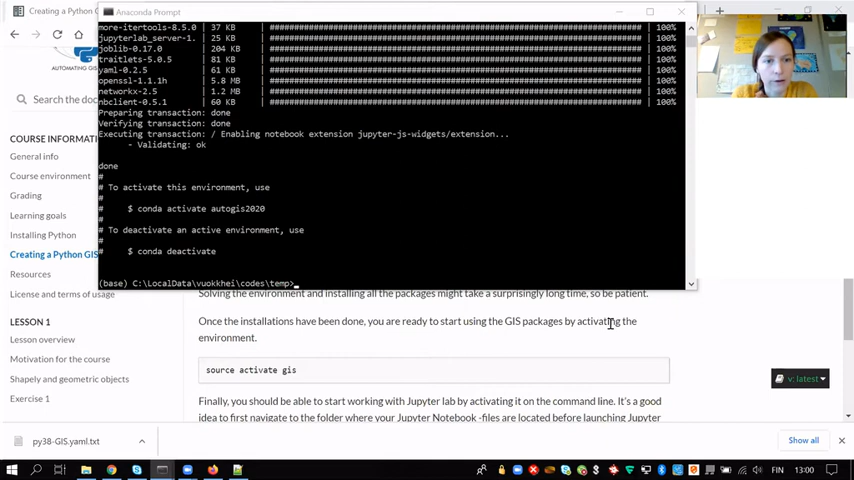 Creating a Python G
Anaconda Prompt
more-itertools-8.5.0 | 37 KB | 100%
jupyterlab_server-1. | 25 KB | 100%
joblib-0.17.0 | 204 KB | 100%
traitlets-5.0.5 | 81 KB | 100%
yaml-0.2.5 | 61 KB | 100%
openssl-1.1.1h | 5.8 MB | 100%
networkx-2.5 | 1.2 MB | 100%
nbclient-0.5.1 | 60 KB | 100%
Preparing transaction: done
Verifying transaction: done
Executing transaction: / Enabling notebook extension jupyter-js-widgets/extension...
- Validating: ok
done
#
# To activate this environment, use
#
# $ conda activate autogis2020
#
# To deactivate an active environment, use
#
# $ conda deactivate
(base) C:\LocalData\vuokkhei\codes\temp>
AUTOMATING GIS
Search the doc
COURSE INFORMATION
General info
Course environment
Grading
Learning goals
Installing Python
Creating a Python GIS
Resources
License and terms of usage
LESSON 1
Lesson overview
Motivation for the course
Shapely and geometric objects
Exercise 1
Solving the environment and installing all the packages might take a surprisingly long time, so be patient.
Once the installations have been done, you are ready to start using the GIS packages by activating the
environment.
source activate gis
Finally, you should be able to start working with Jupyter lab by activating it on the command line. It's a good
idea to first navigate to the folder where your Jupyter Notebook -files are located before launching Jupyter
v: latest
py38-GIS.yaml.txt
Show all
FIN
13:00